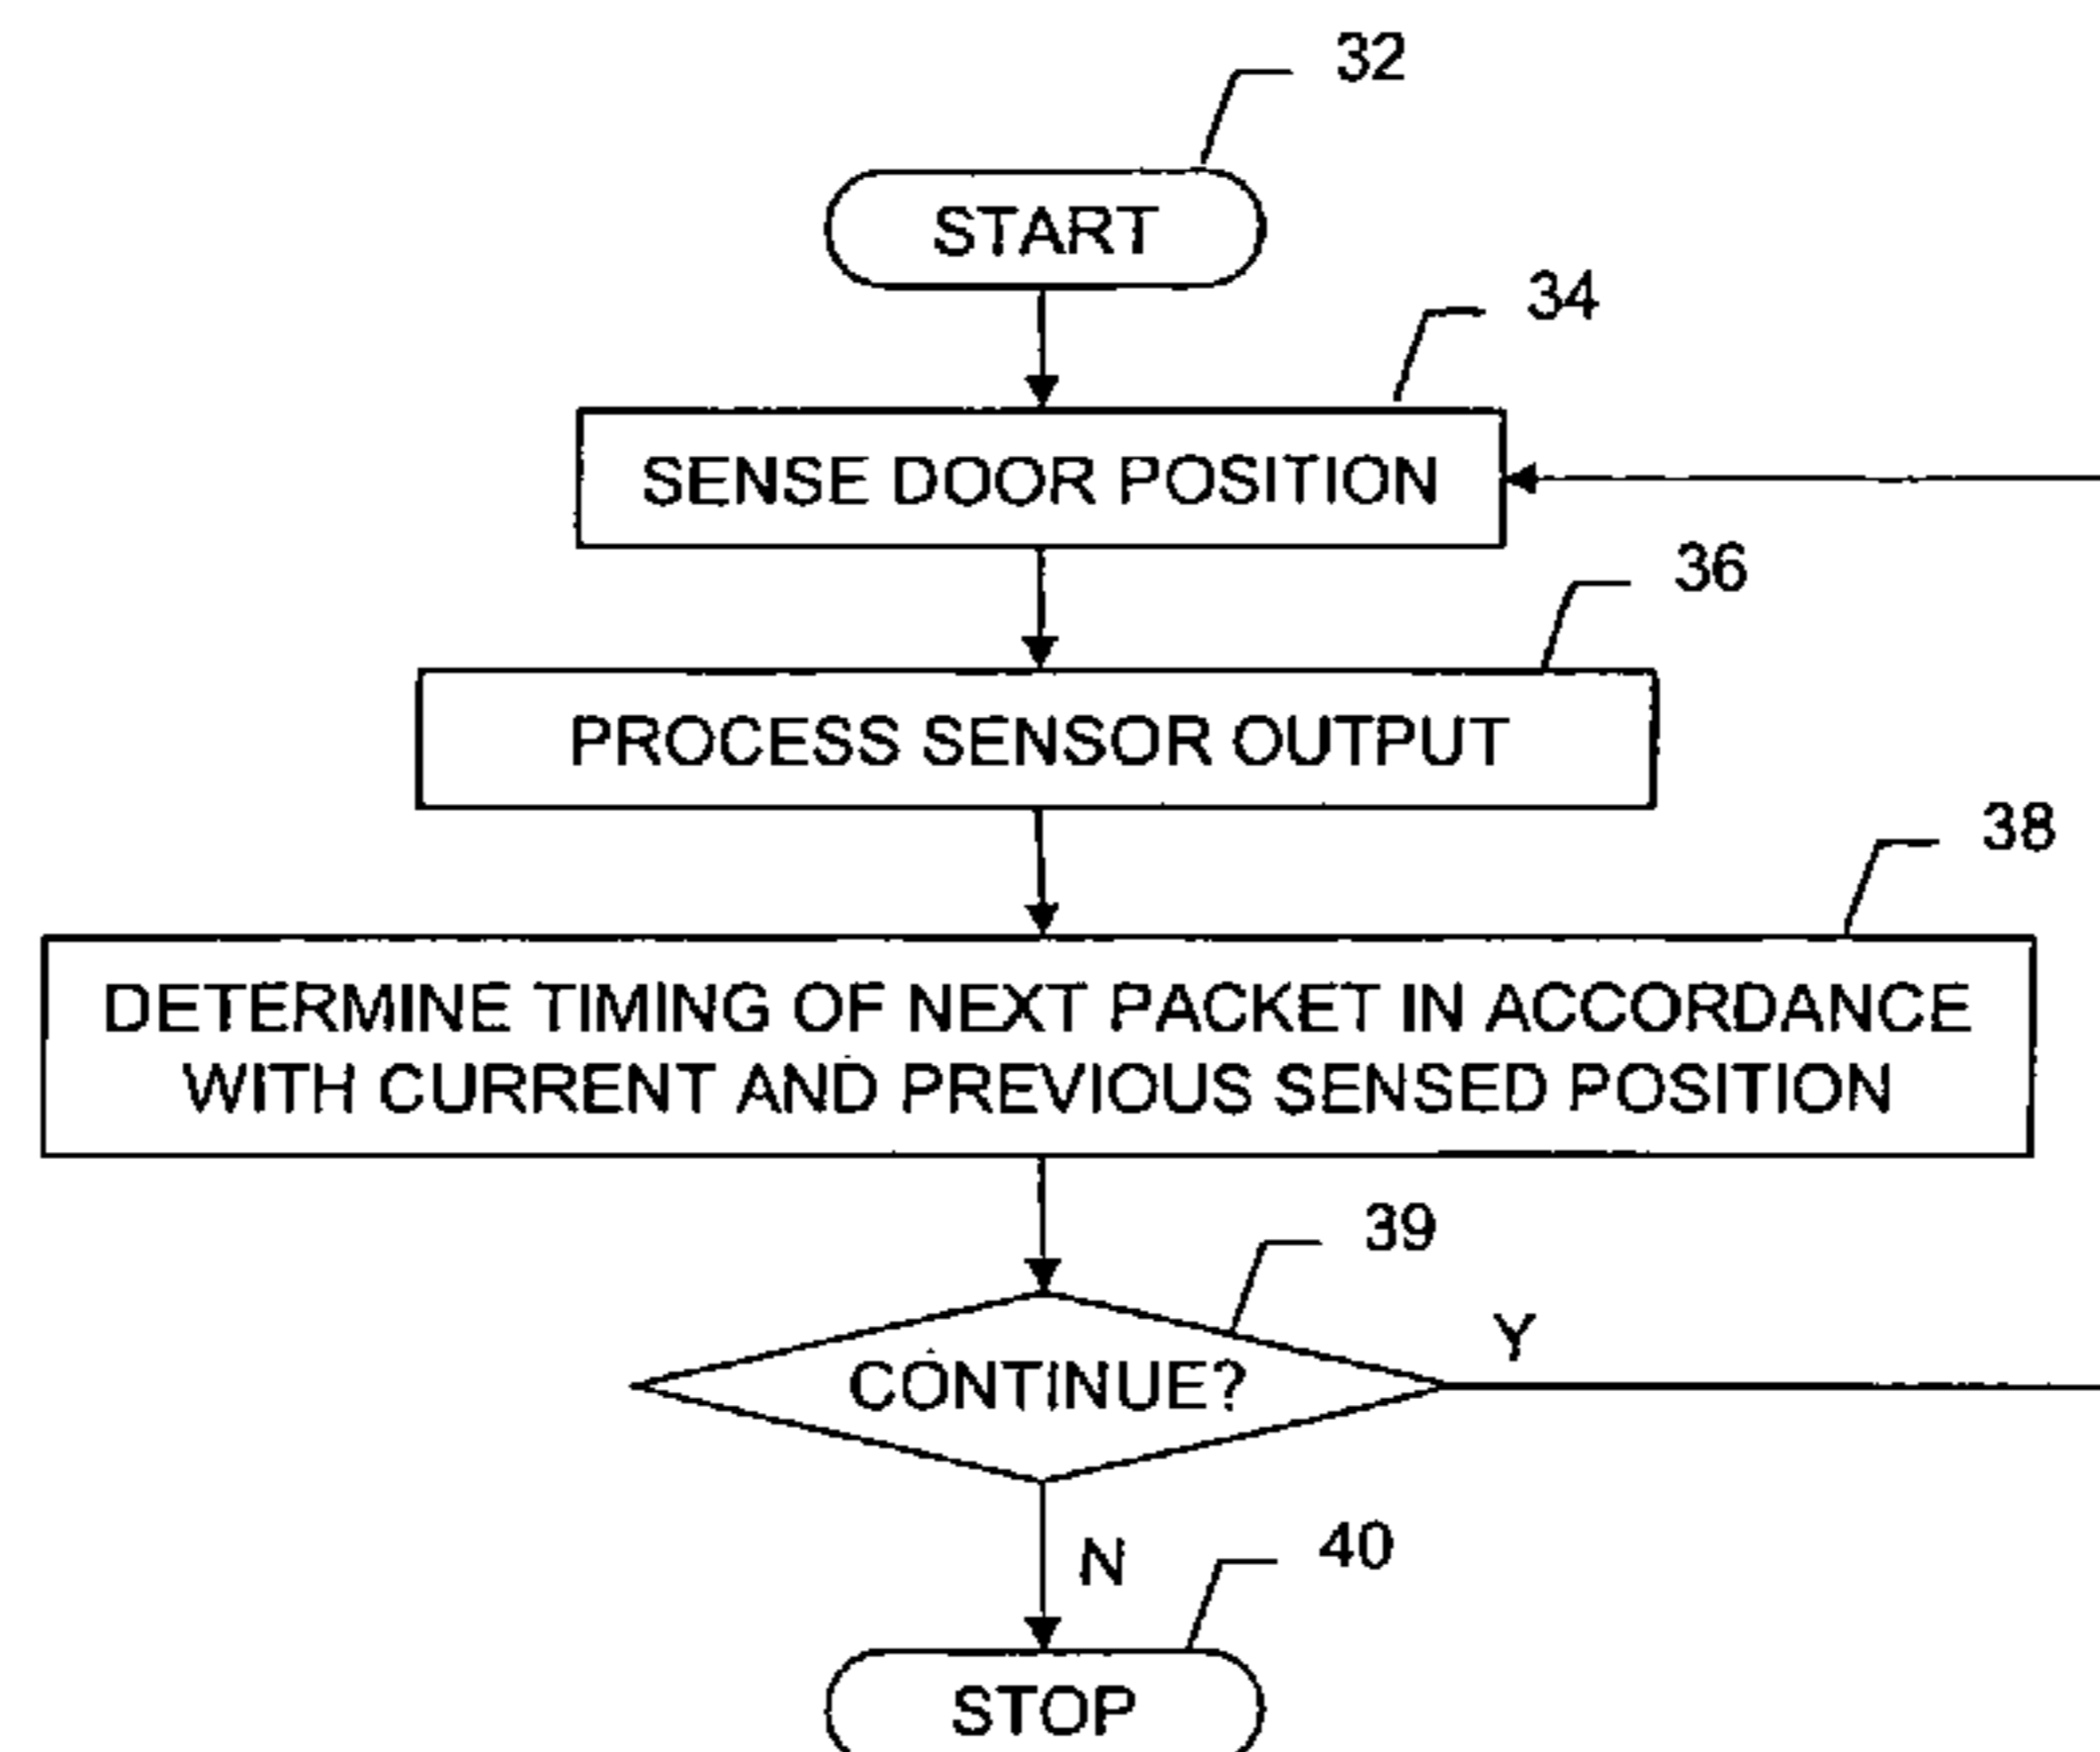 32
START
34
SENSE DOOR POSITION
36
PROCESS SENSOR OUTPUT
38
DETERMINE TIMING OF NEXT PACKET IN ACCORDANCE
WITH CURRENT AND PREVIOUS SENSED POSITION
39
CONTINUE?
Y
N
40
STOP